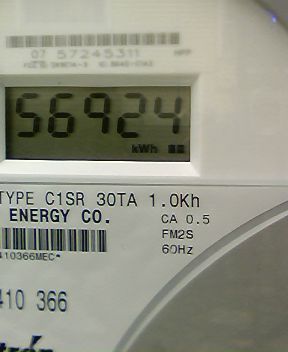 07 57245311
56924
kWh
TYPE C1SR 30TA 1.0Kh
ENERGY CO.
CA 0.5
FM2S
60Hz
410366MEC*
410 366